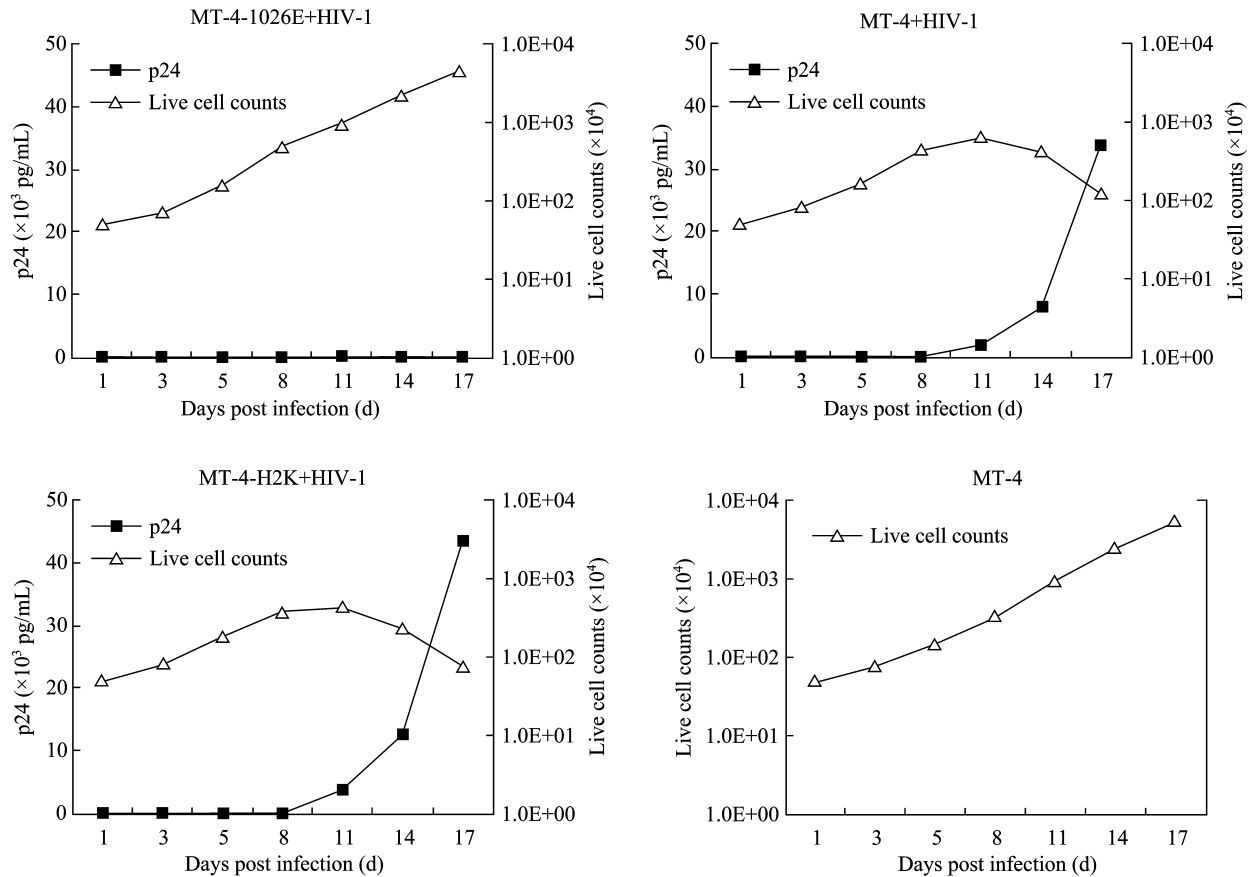 MT-4-1026E+HIV-1
50
40
30
20
10
0
p24 (×10³ pg/mL)
p24
Live cell counts
1.0E+04
1.0E+03
1.0E+02
1.0E+01
1.0E+00
Live cell counts (×10⁴)
1 3 5 8 11 14 17
Days post infection (d)
MT-4+HIV-1
50
40
30
20
10
0
p24 (×10³ pg/mL)
p24
Live cell counts
1.0E+04
1.0E+03
1.0E+02
1.0E+01
1.0E+00
Live cell counts (×10⁴)
1 3 5 8 11 14 17
Days post infection (d)
MT-4-H2K+HIV-1
50
40
30
20
10
0
p24 (×10³ pg/mL)
p24
Live cell counts
1.0E+04
1.0E+03
1.0E+02
1.0E+01
1.0E+00
Live cell counts (×10⁴)
1 3 5 8 11 14 17
Days post infection (d)
MT-4
1.0E+04
1.0E+03
1.0E+02
1.0E+01
1.0E+00
Live cell counts (×10⁴)
Live cell counts
1 3 5 8 11 14 17
Days post infection (d)